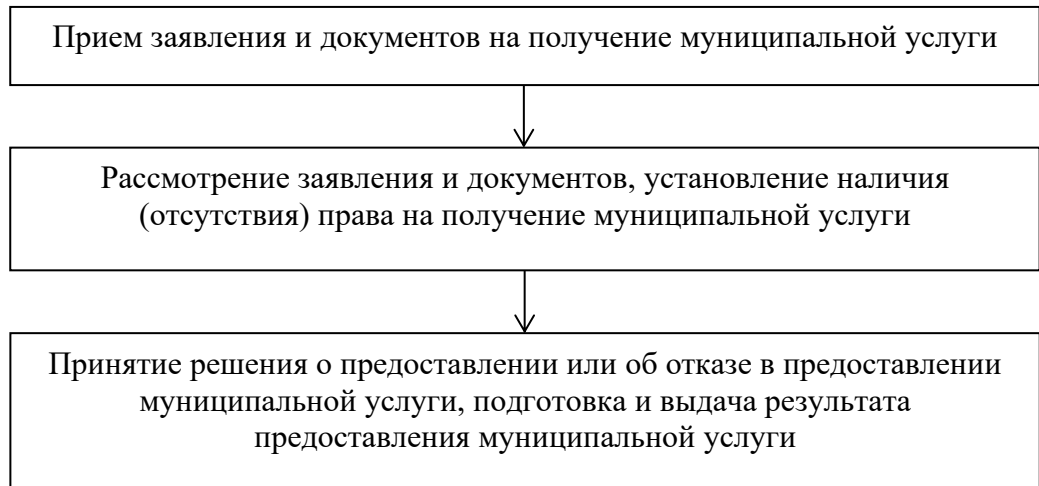 Прием заявления и документов на получение муниципальной услуги
Рассмотрение заявления и документов, установление наличия
(отсутствия) права на получение муниципальной услуги
Принятие решения о предоставлении или об отказе в предоставлении
муниципальной услуги, подготовка и выдача результата
предоставления муниципальной услуги